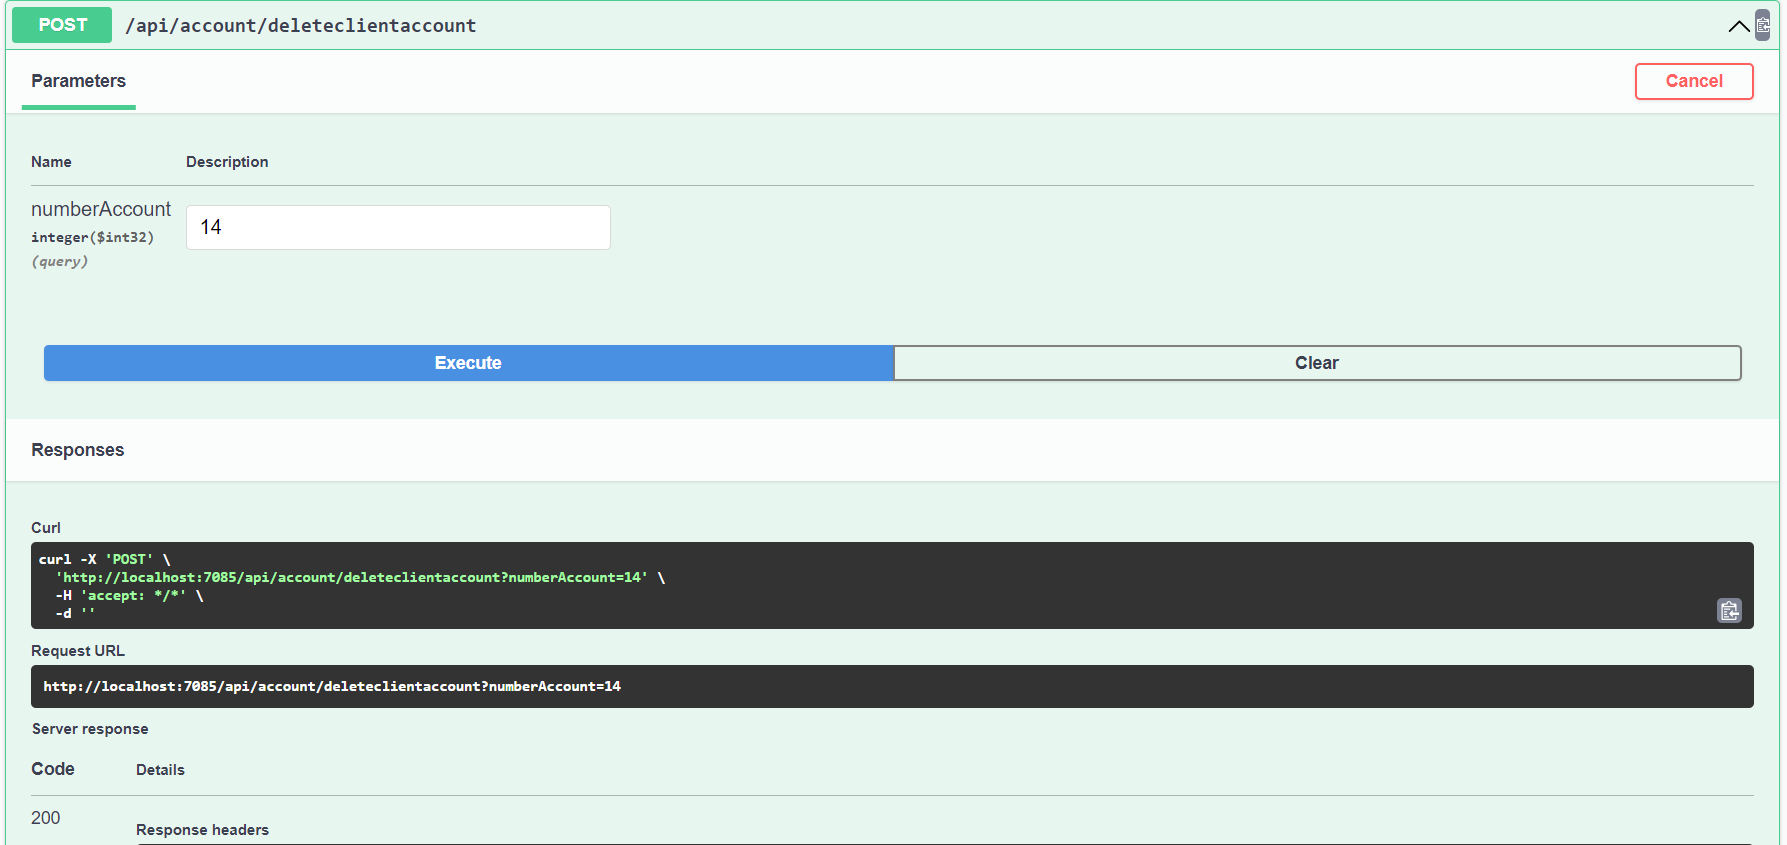 POST /api/account/deleteclientaccount
Parameters
Cancel
Name Description
numberAccount
integer($int32)
(query)
14
Execute Clear
Responses
Curl
curl -X 'POST' \
'http://localhost:7085/api/account/deleteclientaccount?numberAccount=14' \
-H 'accept: */*' \
-d ''
Request URL
http://localhost:7085/api/account/deleteclientaccount?numberAccount=14
Server response
Code Details
200
Response headers